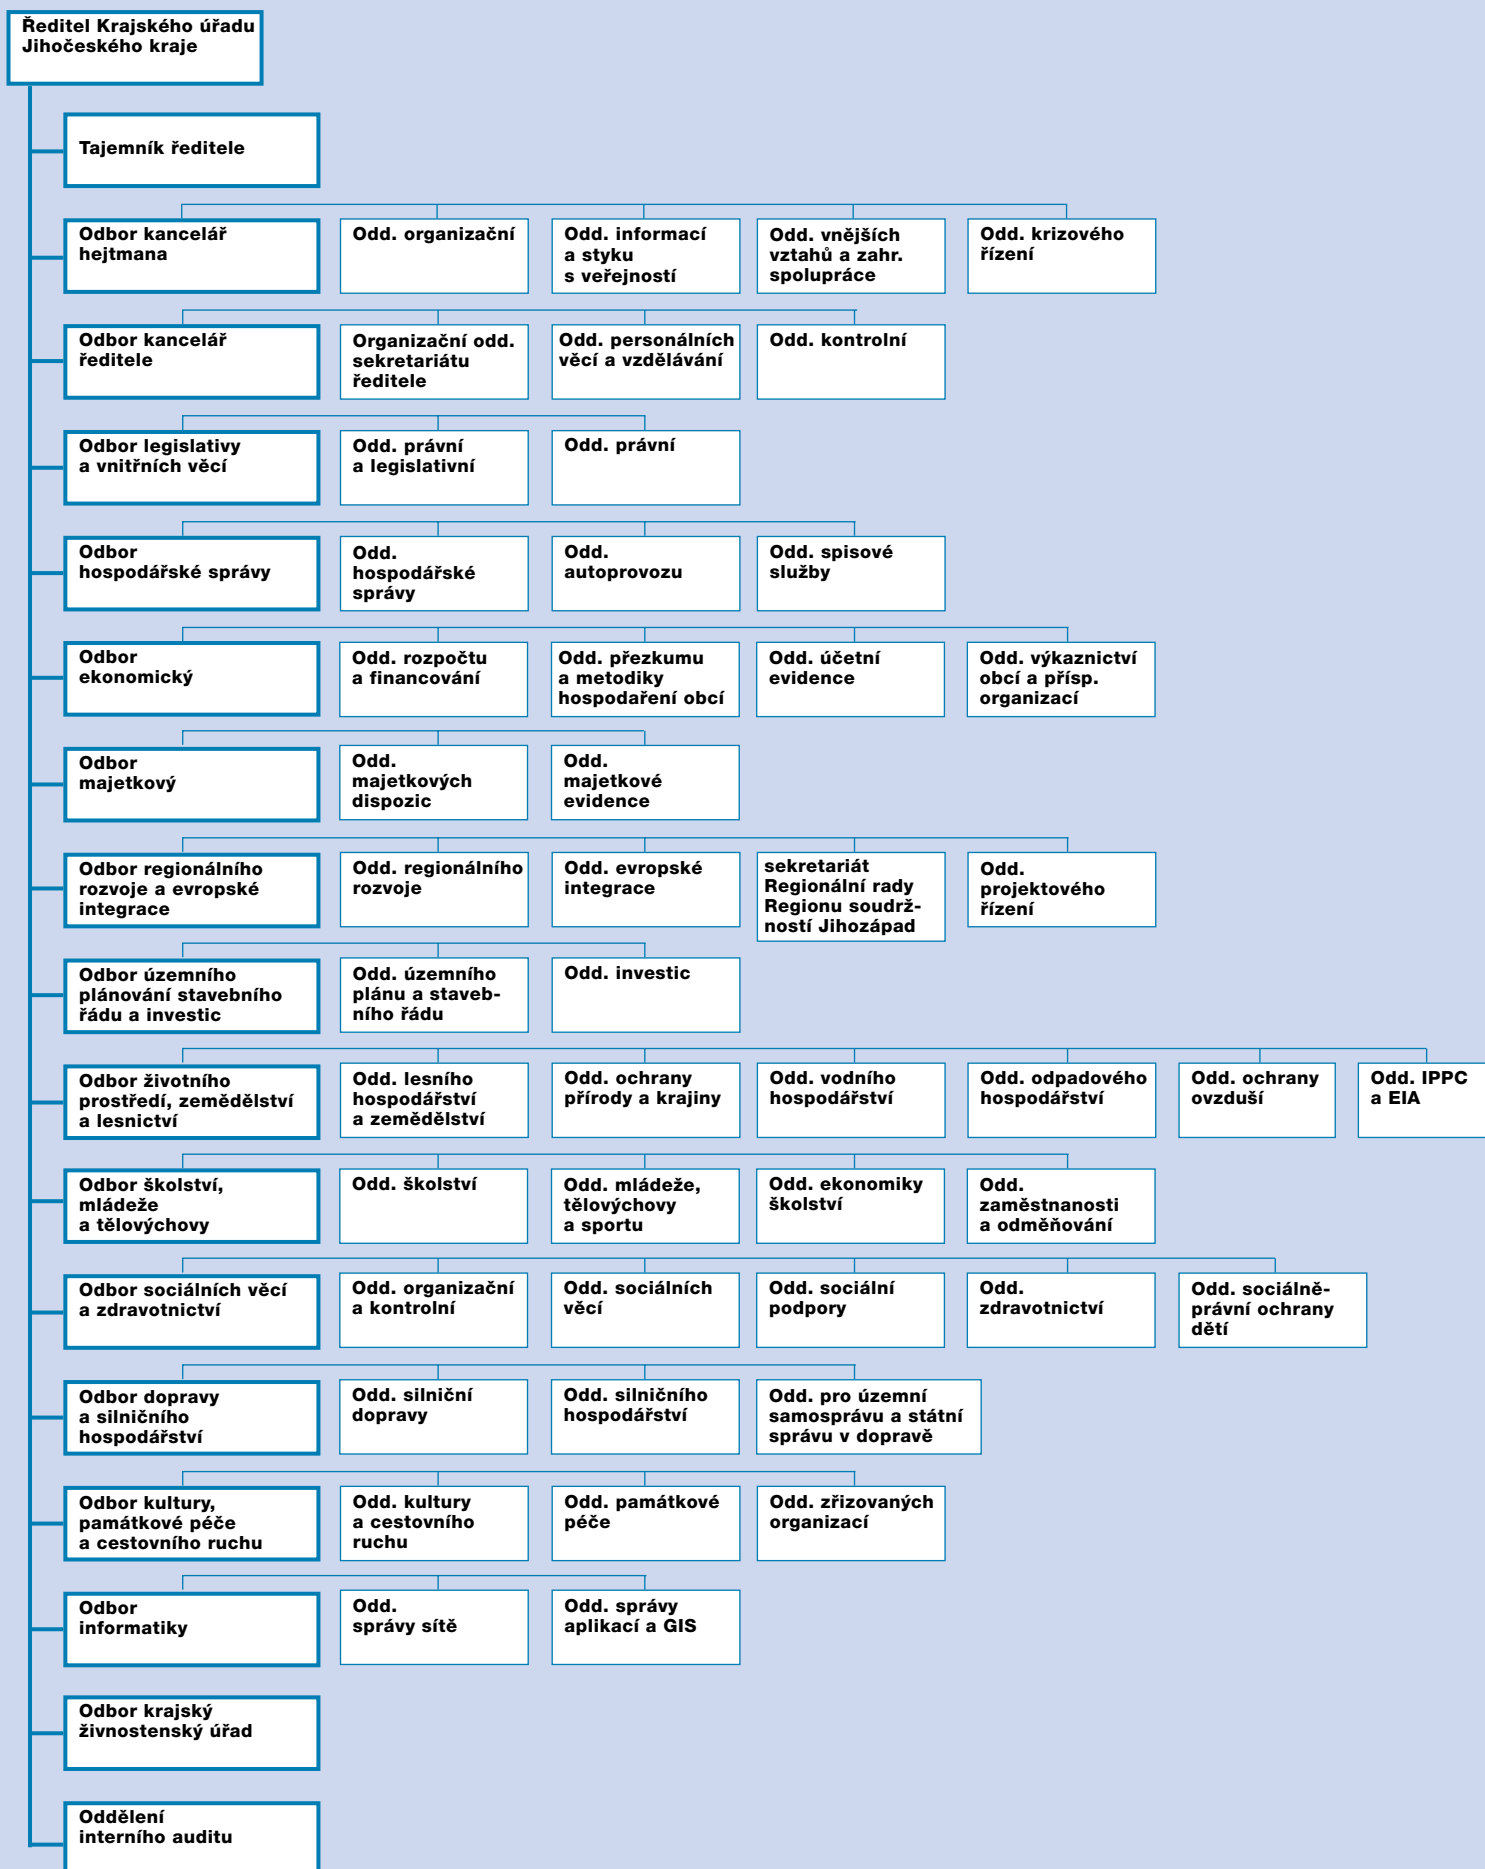 Ředitel Krajského úřadu
Jihočeského kraje
Tajemník ředitele
Odbor kancelář
hejtmana
Odd. organizační
Odd. informací
a styku
s veřejností
Odd. vnějších
vztahů a zahr.
spolupráce
Odd. krizového
řízení
Odbor kancelář
ředitele
Organizační odd.
sekretariátu
ředitele
Odd. personálních
věcí a vzdělávání
Odd. kontrolní
Odbor legislativy
a vnitřních věcí
Odd. právní
a legislativní
Odd. právní
Odbor
hospodářské správy
Odd.
hospodářské
správy
Odd.
autoprovozu
Odd. spisové
služby
Odbor
ekonomický
Odd. rozpočtu
a financování
Odd. přezkumu
a metodiky
hospodaření obcí
Odd. účetní
evidence
Odd. výkaznictví
obcí a přísp.
organizací
Odbor
majetkový
Odd.
majetkových
dispozic
Odd.
majetkové
evidence
Odbor regionálního
rozvoje a evropské
integrace
Odd. regionálního
rozvoje
Odd. evropské
integrace
sekretariát
Regionální rady
Regionu soudrž-
ností Jihozápad
Odd.
projektového
řízení
Odbor územního
plánování stavebního
řádu a investic
Odd. územního
plánu a staveb-
ního řádu
Odd. investic
Odbor životního
prostředí, zemědělství
a lesnictví
Odd. lesního
hospodářství
a zemědělství
Odd. ochrany
přírody a krajiny
Odd. vodního
hospodářství
Odd. odpadového
hospodářství
Odd. ochrany
ovzduší
Odd. IPPC
a EIA
Odbor školství,
mládeže
a tělovýchovy
Odd. školství
Odd. mládeže,
tělovýchovy
a sportu
Odd. ekonomiky
školství
Odd.
zaměstnanosti
a odměňování
Odbor sociálních věcí
a zdravotnictví
Odd. organizační
a kontrolní
Odd. sociálních
věcí
Odd. sociální
podpory
Odd.
zdravotnictví
Odd. sociálně-
právní ochrany
dětí
Odbor dopravy
a silničního
hospodářství
Odd. silniční
dopravy
Odd. silničního
hospodářství
Odd. pro územní
samosprávu a státní
správu v dopravě
Odbor kultury,
památkové péče
a cestovního ruchu
Odd. kultury
a cestovního
ruchu
Odd. památkové
péče
Odd. zřizovaných
organizací
Odbor
informatiky
Odd.
správy sítě
Odd. správy
aplikací a GIS
Odbor krajský
živnostenský úřad
Oddělení
interního auditu